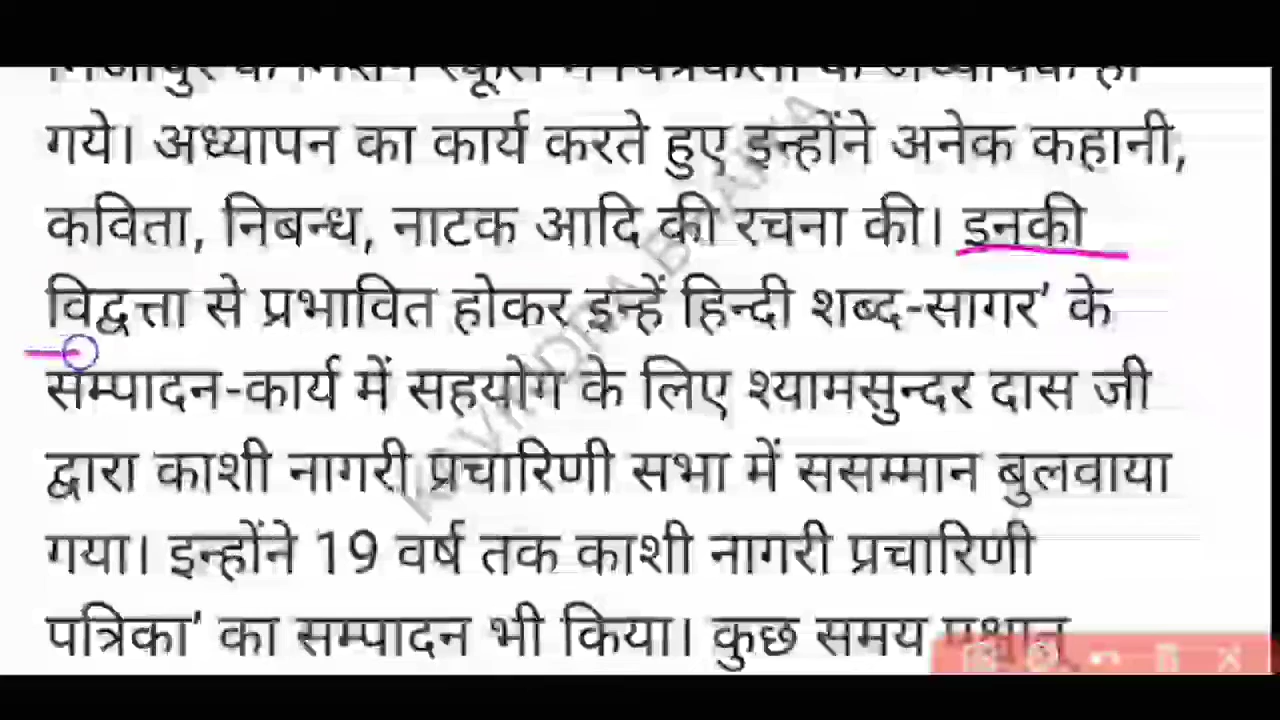 गये। अध्यापन का कार्य करते हुए इन्होंने अनेक कहानी,
कविता, निबन्ध, नाटक आदि की रचना की। इनकी
विद्वत्ता से प्रभावित होकर इन्हें हिन्दी शब्द-सागर' के
सम्पादन-कार्य में सहयोग के लिए श्यामसुन्दर दास जी
द्वारा काशी नागरी प्रचारिणी सभा में ससम्मान बुलवाया
गया। इन्होंने 19 वर्ष तक काशी नागरी प्रचारिणी
पत्रिका' का सम्पादन भी किया। कुछ समय